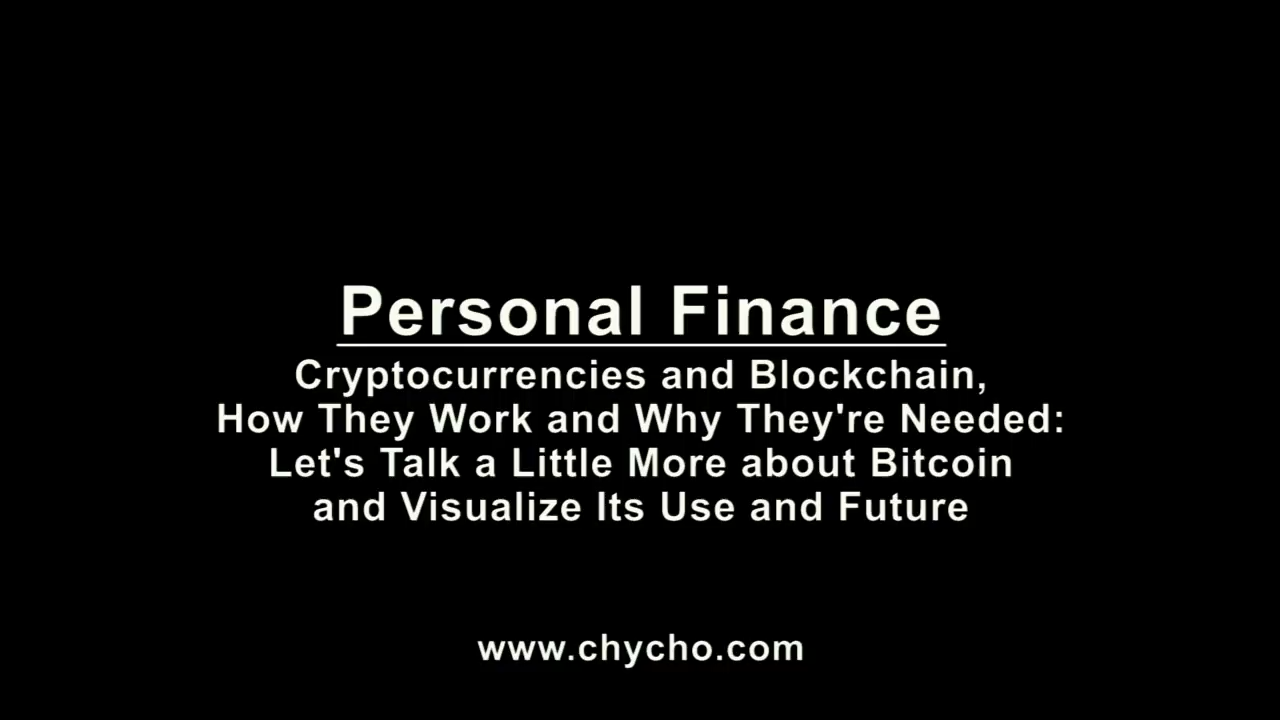 Personal Finance
Cryptocurrencies and Blockchain,
How They Work and Why They're Needed:
Let's Talk a Little More about Bitcoin
and Visualize Its Use and Future
www.chycho.com